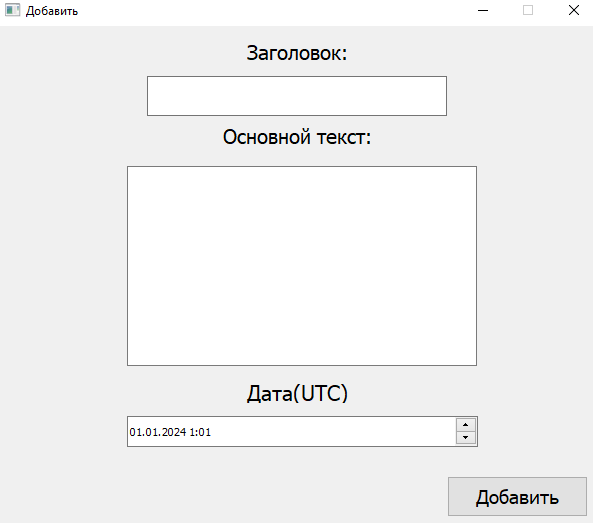 Добавить
Заголовок:
Основной текст:
Дата(UTC)
01.01.2024 1:01
Добавить